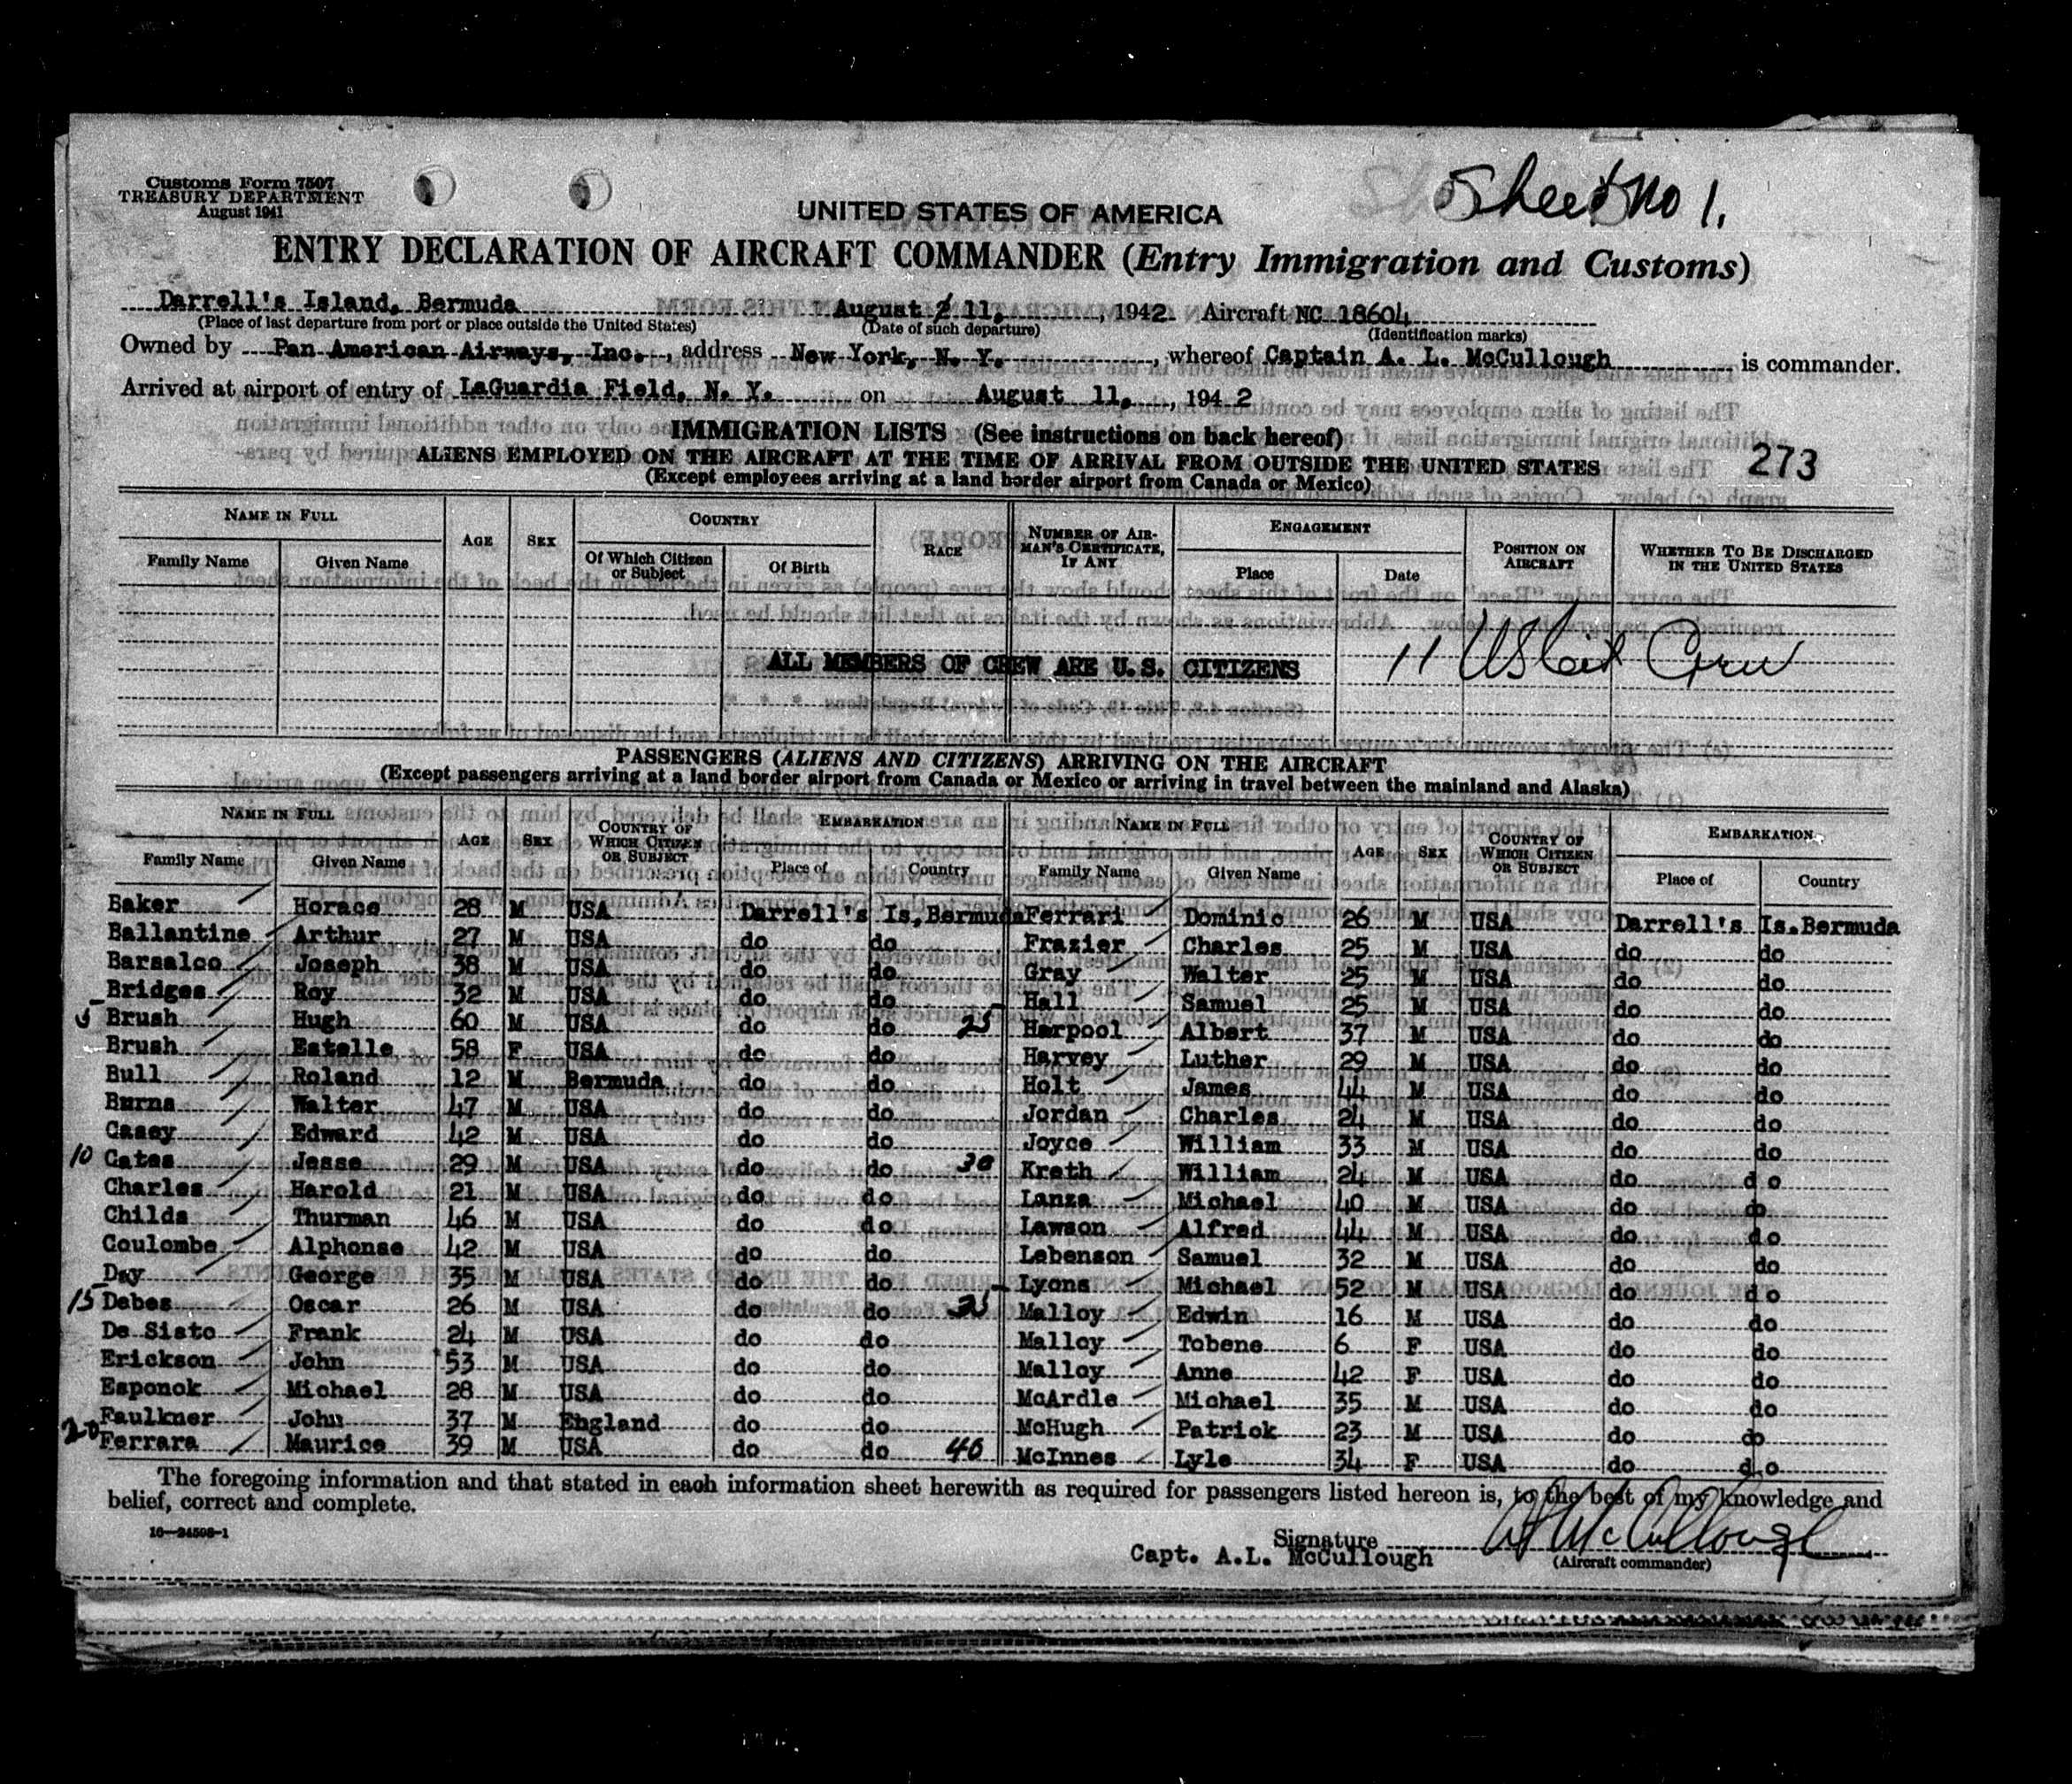 Customs Form 7507
TREASURY DEPARTMENT
August 1941
Sheet No 1.
UNITED STATES OF AMERICA
ENTRY DECLARATION OF AIRCRAFT COMMANDER (Entry Immigration and Customs)
Darrell's Island, Bermuda August 11, 1942 Aircraft NC 18604
(Place of last departure from port or place outside the United States) (Date of such departure) (Identification marks)
Owned by Pan American Airways, Inc. , address New York, N. Y. , whereof Captain A. L. McCullough is commander.
Arrived at airport of entry of LaGuardia Field, N. Y. on August 11, , 194 2
IMMIGRATION LISTS (See instructions on back hereof)
ALIENS EMPLOYED ON THE AIRCRAFT AT THE TIME OF ARRIVAL FROM OUTSIDE THE UNITED STATES 273
(Except employees arriving at a land border airport from Canada or Mexico)
NAME IN FULL AGE SEX COUNTRY RACE NUMBER OF AIRMAN'S CERTIFICATE, IF ANY ENGAGEMENT POSITION ON AIRCRAFT WHETHER TO BE DISCHARGED IN THE UNITED STATES
Family Name Given Name Of Which Citizen or Subject Of Birth Place Date
ALL MEMBERS OF CREW ARE U.S. CITIZENS 11 US Cit Crew
PASSENGERS (ALIENS AND CITIZENS) ARRIVING ON THE AIRCRAFT
(Except passengers arriving at a land border airport from Canada or Mexico or arriving in travel between the mainland and Alaska)
NAME IN FULL AGE SEX COUNTRY OF WHICH CITIZEN OR SUBJECT EMBARKATION NAME IN FULL AGE SEX COUNTRY OF WHICH CITIZEN OR SUBJECT EMBARKATION
Family Name Given Name Place of Country Family Name Given Name Place of Country
Baker Horace 28 M USA Darrell's Is, Bermuda Ferrari Dominic 26 M USA Darrell's Is. Bermuda
Ballantine Arthur 27 M USA do do Frazier Charles 25 M USA do do
Barsalco Joseph 38 M USA do do Gray Walter 25 M USA do do
Bridges Roy 32 M USA do do Hall Samuel 25 M USA do do
5 Brush Hugh 60 M USA do do 25 Harpool Albert 37 M USA do do
Brush Estelle 58 F USA do do Harvey Luther 29 M USA do do
Bull Roland 12 M Bermuda do do Holt James 44 M USA do do
Burns Walter 47 M USA do do Jordan Charles 24 M USA do do
Casey Edward 42 M USA do do Joyce William 33 M USA do do
10 Cates Jesse 29 M USA do do 30 Kreth William 24 M USA do do
Charles Harold 21 M USA do do Lanza Michael 40 M USA do do
Childs Thurman 46 M USA do do Lawson Alfred 44 M USA do do
Coulombe Alphonse 42 M USA do do Lebenson Samuel 32 M USA do do
Day George 35 M USA do do Lyons Michael 52 M USA do do
15 Debes Oscar 26 M USA do do 35 Malloy Edwin 16 M USA do do
De Sisto Frank 24 M USA do do Malloy Tobene 6 F USA do do
Erickson John 53 M USA do do Malloy Anne 42 F USA do do
Esponok Michael 28 M USA do do McArdle Michael 35 M USA do do
Faulkner John 37 M England do do McHugh Patrick 23 M USA do do
20 Ferrara Maurice 39 M USA do do 40 McInnes Lyle 34 F USA do do
The foregoing information and that stated in each information sheet herewith as required for passengers listed hereon is, to the best of my knowledge and
belief, correct and complete.
16—24508-1
Signature A L McCullough
Capt. A.L. McCullough (Aircraft commander)